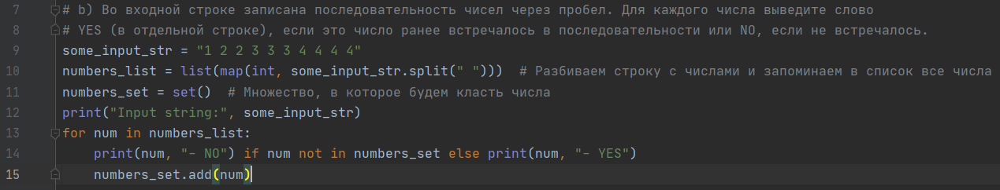 7 # b) Во входной строке записана последовательность чисел через пробел. Для каждого числа выведите слово
8 # YES (в отдельной строке), если это число ранее встречалось в последовательности или NO, если не встречалось.
9 some_input_str = "1 2 2 3 3 3 4 4 4 4"
10 numbers_list = list(map(int, some_input_str.split(" ")))  # Разбиваем строку с числами и запоминаем в список все числа
11 numbers_set = set()  # Множество, в которое будем класть числа
12 print("Input string:", some_input_str)
13 for num in numbers_list:
14     print(num, "- NO") if num not in numbers_set else print(num, "- YES")
15     numbers_set.add(num)